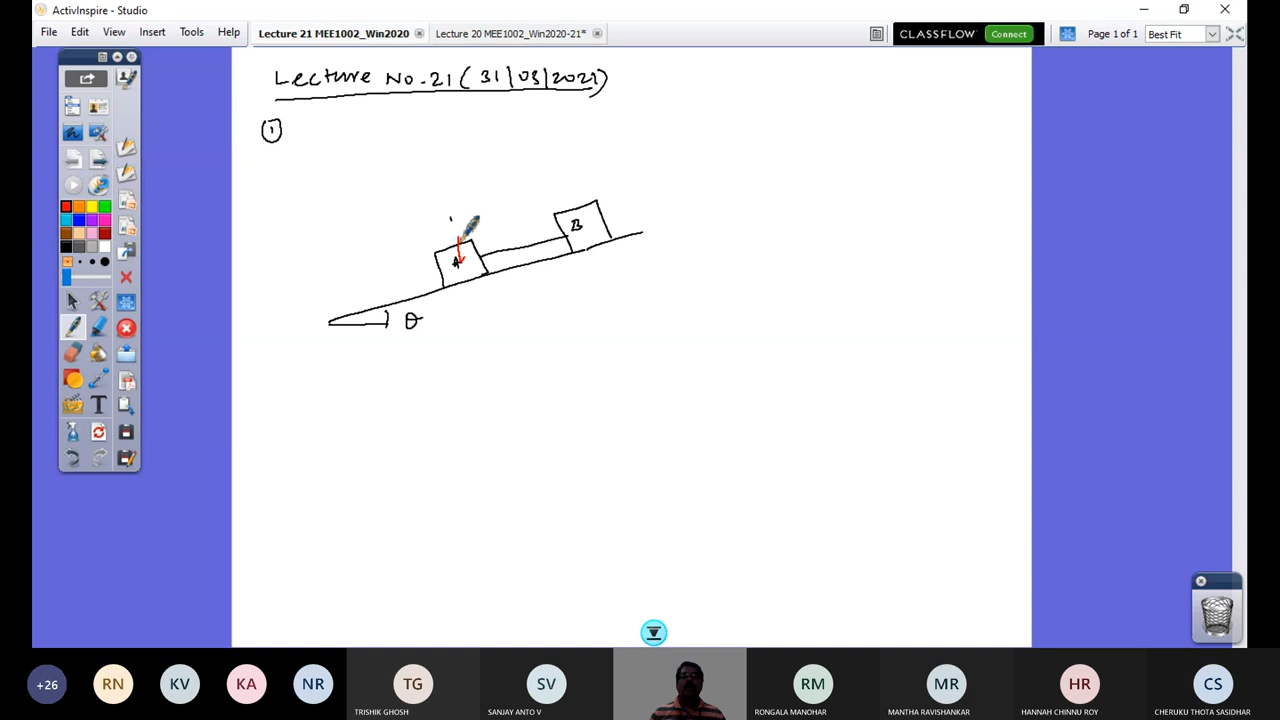 ActivInspire - Studio
File Edit View Insert Tools Help
Lecture 21 MEE1002_Win2020
Lecture 20 MEE1002_Win2020-21*
CLASSFLOW Connect
Page 1 of 1
Best Fit
Lecture No-21 (31/03/2021)
1
B
A
θ
+26 RN KV KA NR TG SV RM MR HR CS
TRISHIK GHOSH SANJAY ANTO V RONGALA MANOHAR MANTHA RAVISHANKAR HANNAH CHINNU ROY CHERUKU THOTA SASIDHAR